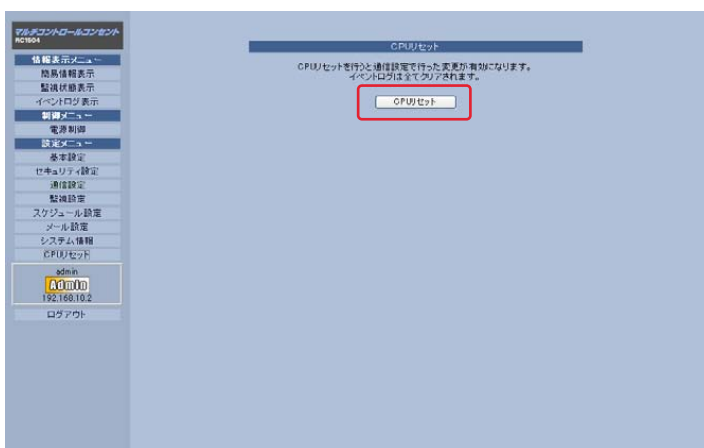 マルチコントロールコンセント
RC1504
情報表示メニュー
簡易情報表示
監視状態表示
イベントログ表示
制御メニュー
電源制御
設定メニュー
基本設定
セキュリティ設定
通信設定
監視設定
スケジュール設定
メール設定
システム情報
CPUリセット
admin
Admin
192.168.10.2
ログアウト
CPUリセット
CPUリセットを行うと通信設定で行った変更が有効になります。
イベントログは全てクリアされます。
CPUリセット